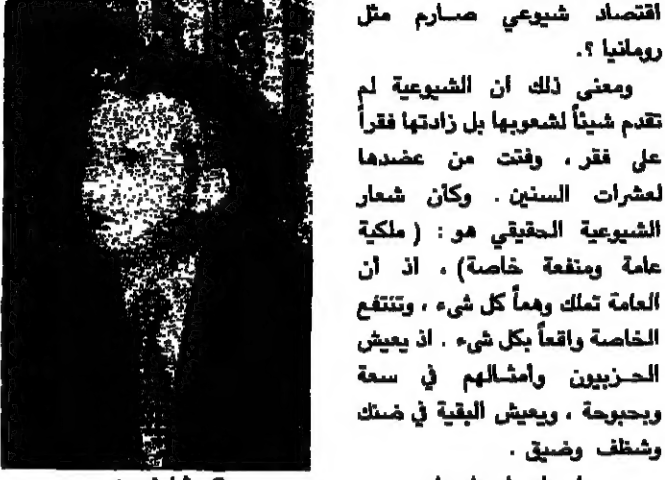 اقتصاد شيوعي صارم مثل
رومانيا ؟.
ومعنى ذلك أن الشيوعية لم
تقدم شيئاً لشعوبها بل زادتها فقراً
على فقر ، وفتت من عضدها
لعشرات السنين . وكأن شعار
الشيوعية الحقيقي هو : ( ملكية
عامة ومنفعة خاصة) ، اذ أن
العامة تملك وهماً كل شيء ، وتنتفع
الخاصة واقعاً بكل شيء . اذ يعيش
الحزبيون وأمثالهم في سعة
وبحبوحة ، ويعيش البقية في ضنك
وشظف وضيق .